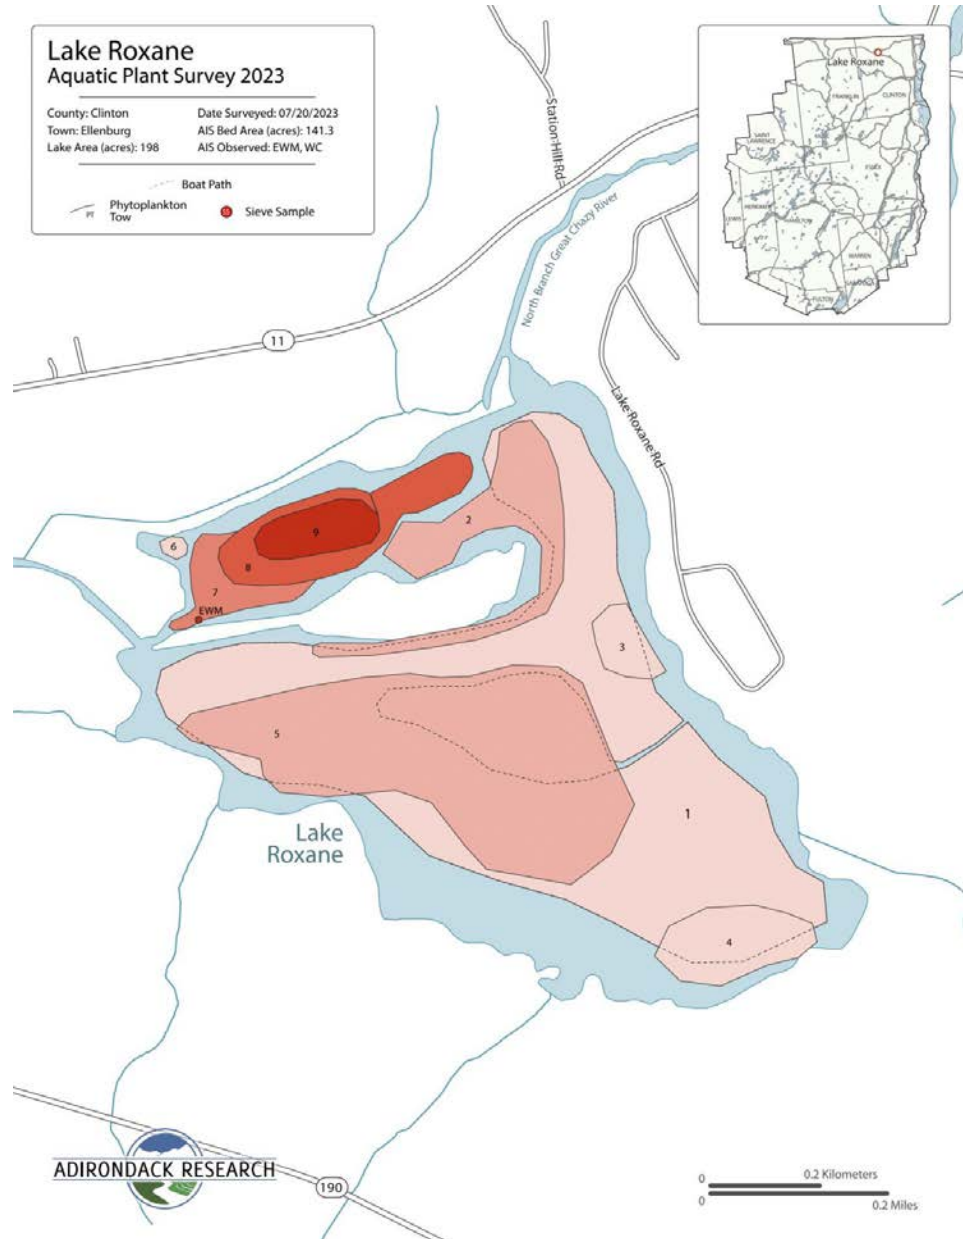 Lake Roxane
Aquatic Plant Survey 2023
County: Clinton
Date Surveyed: 07/20/2023
Town: Ellenburg
AIS Bed Area (acres): 141.3
Lake Area (acres): 198
AIS Observed: EWM, WC
Boat Path
PT
Phytoplankton
Tow
SS
Sieve Sample
Lake Roxane
FRANKLIN
CLINTON
SAINT
LAWRENCE
ESSEX
HERKIMER
HAMILTON
LEWIS
WARREN
SARATOGA
FULTON
Station Hill Rd
North Branch Great Chazy River
11
Lake Roxane Rd
2
9
6
8
7
EWM
3
5
1
Lake
Roxane
4
ADIRONDACK RESEARCH
190
0
0.2 Kilometers
0
0.2 Miles